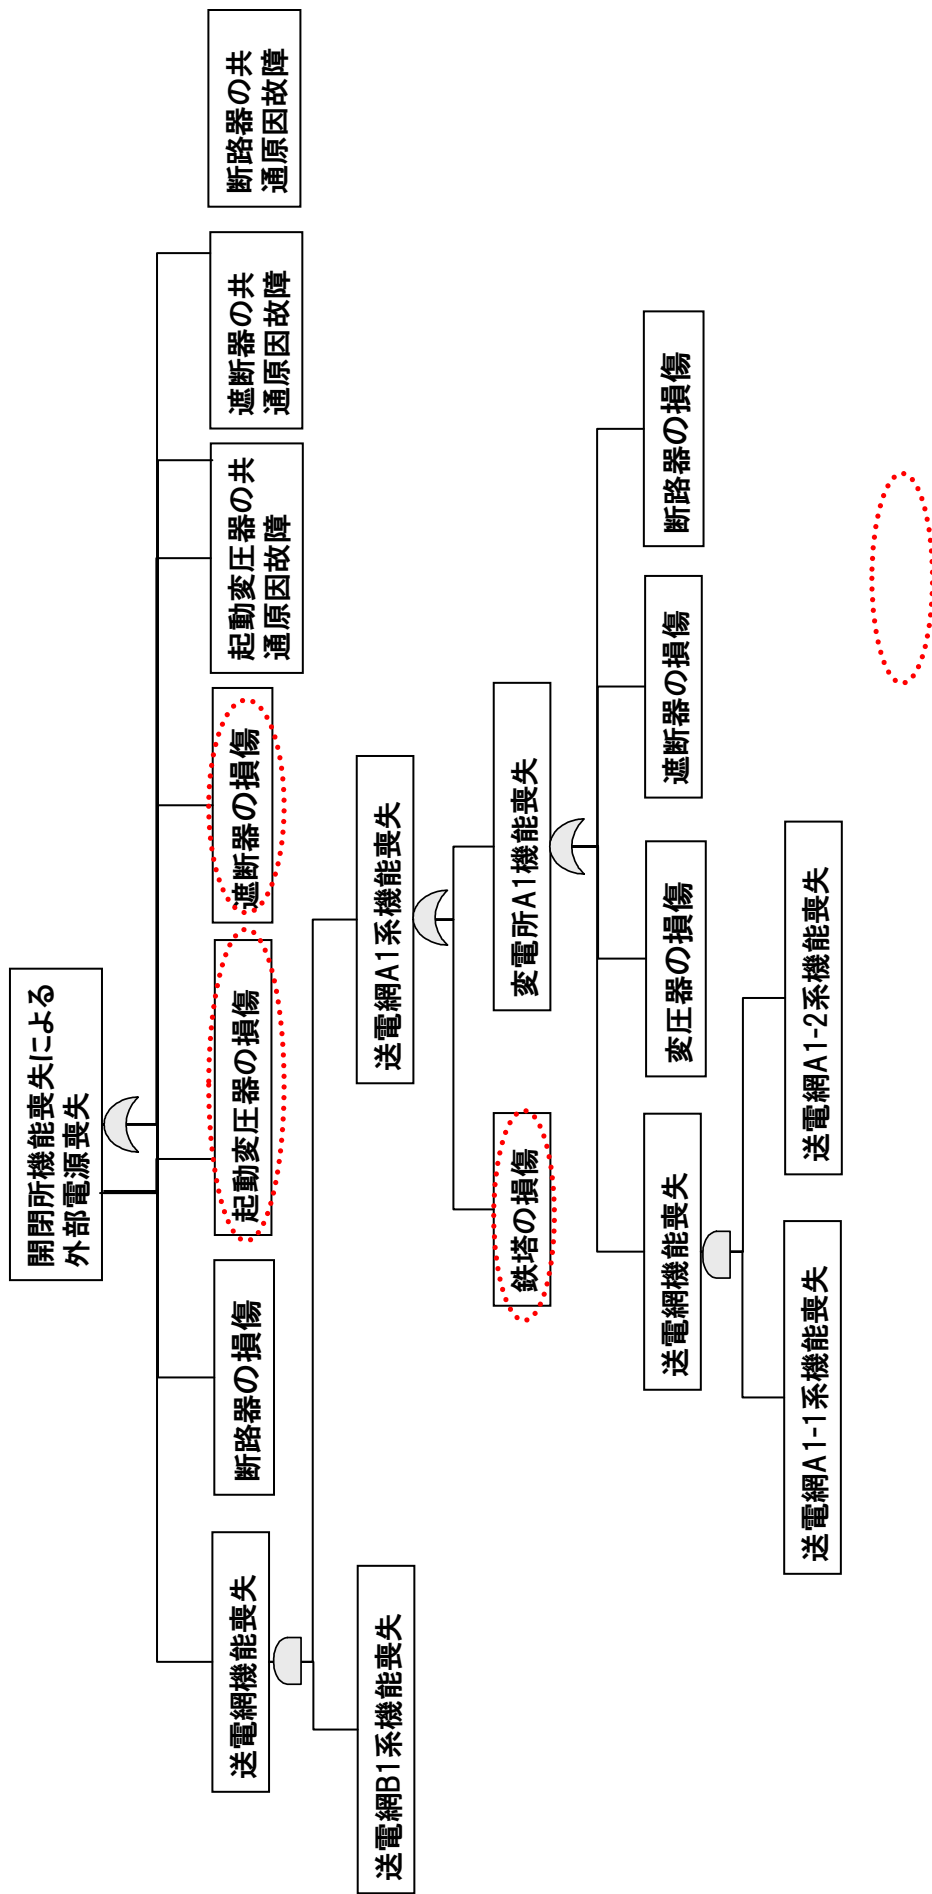 開閉所機能喪失による
外部電源喪失
送電網機能喪失
断路器の損傷
起動変圧器の損傷
遮断器の損傷
起動変圧器の共
通原因故障
遮断器の共
通原因故障
断路器の共
通原因故障
送電網B1系機能喪失
送電網A1系機能喪失
鉄塔の損傷
変電所A1機能喪失
送電網機能喪失
変圧器の損傷
遮断器の損傷
断路器の損傷
送電網A1-1系機能喪失
送電網A1-2系機能喪失